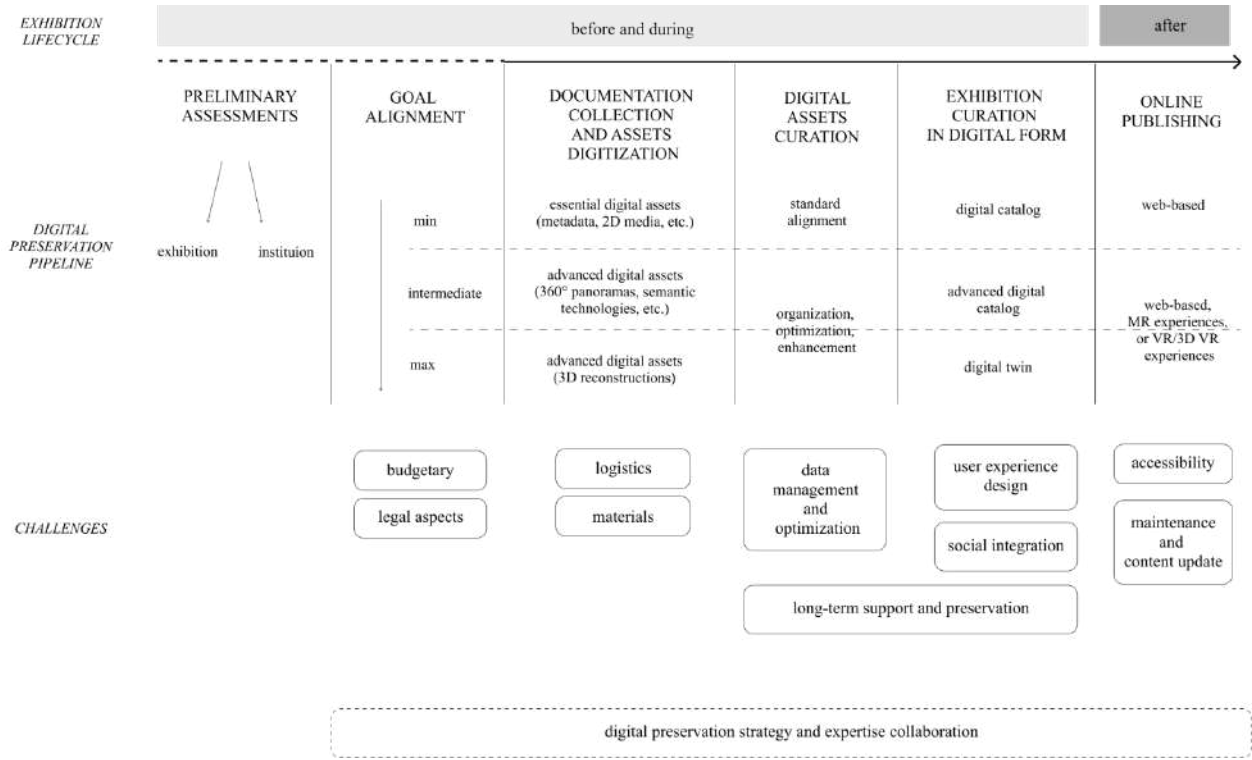 EXHIBITION
LIFECYCLE
before and during
after
PRELIMINARY
ASSESSMENTS
GOAL
ALIGNMENT
DOCUMENTATION
COLLECTION
AND ASSETS
DIGITIZATION
DIGITAL
ASSETS
CURATION
EXHIBITION
CURATION
IN DIGITAL FORM
ONLINE
PUBLISHING
DIGITAL
PRESERVATION
PIPELINE
exhibition
instituion
min
essential digital assets
(metadata, 2D media, etc.)
standard
alignment
digital catalog
web-based
intermediate
advanced digital assets
(360° panoramas, semantic
technologies, etc.)
organization,
optimization,
enhancement
advanced digital
catalog
web-based,
MR experiences,
or VR/3D VR
experiences
max
advanced digital assets
(3D reconstructions)
digital twin
CHALLENGES
budgetary
legal aspects
logistics
materials
data
management
and
optimization
user experience
design
social integration
long-term support and preservation
accessibility
maintenance
and
content update
digital preservation strategy and expertise collaboration